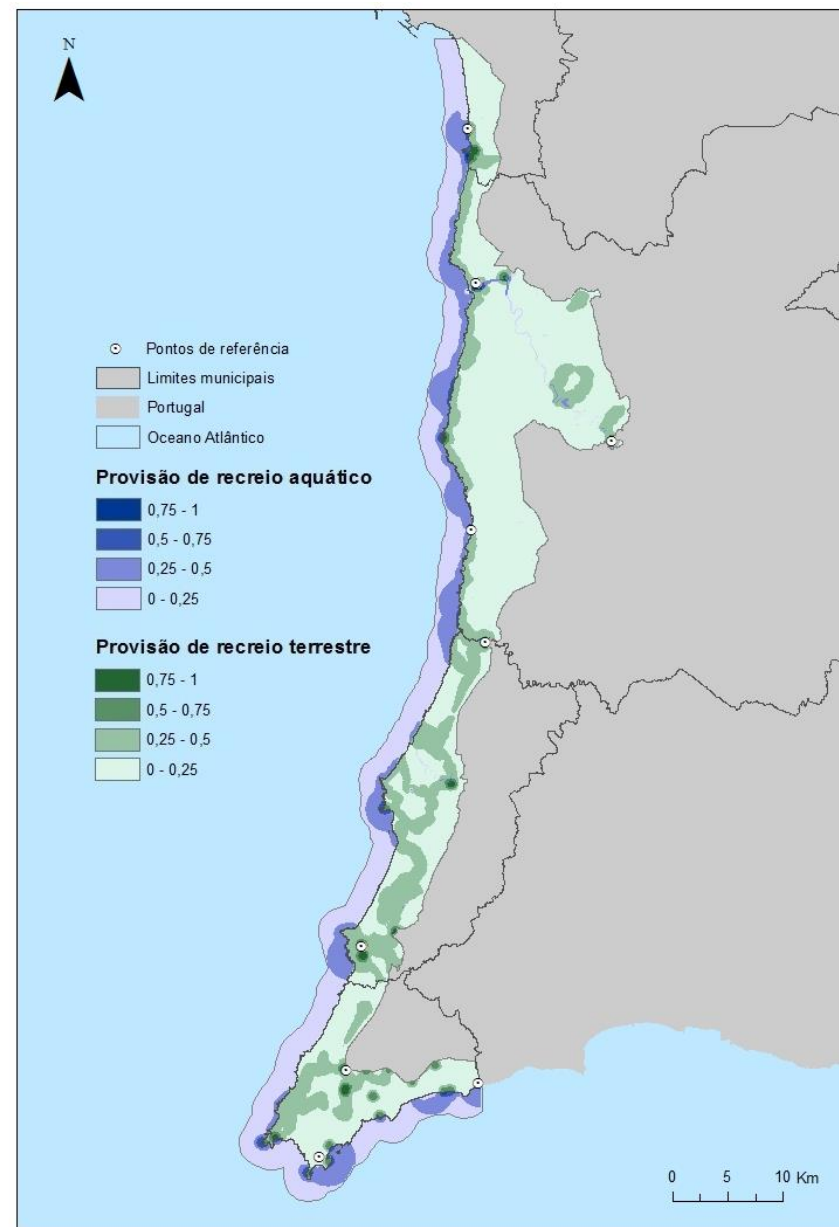 N
Pontos de referência
Limites municipais
Portugal
Oceano Atlântico
Provisão de recreio aquático
0,75 - 1
0,5 - 0,75
0,25 - 0,5
0 - 0,25
Provisão de recreio terrestre
0,75 - 1
0,5 - 0,75
0,25 - 0,5
0 - 0,25
0 5 10 Km